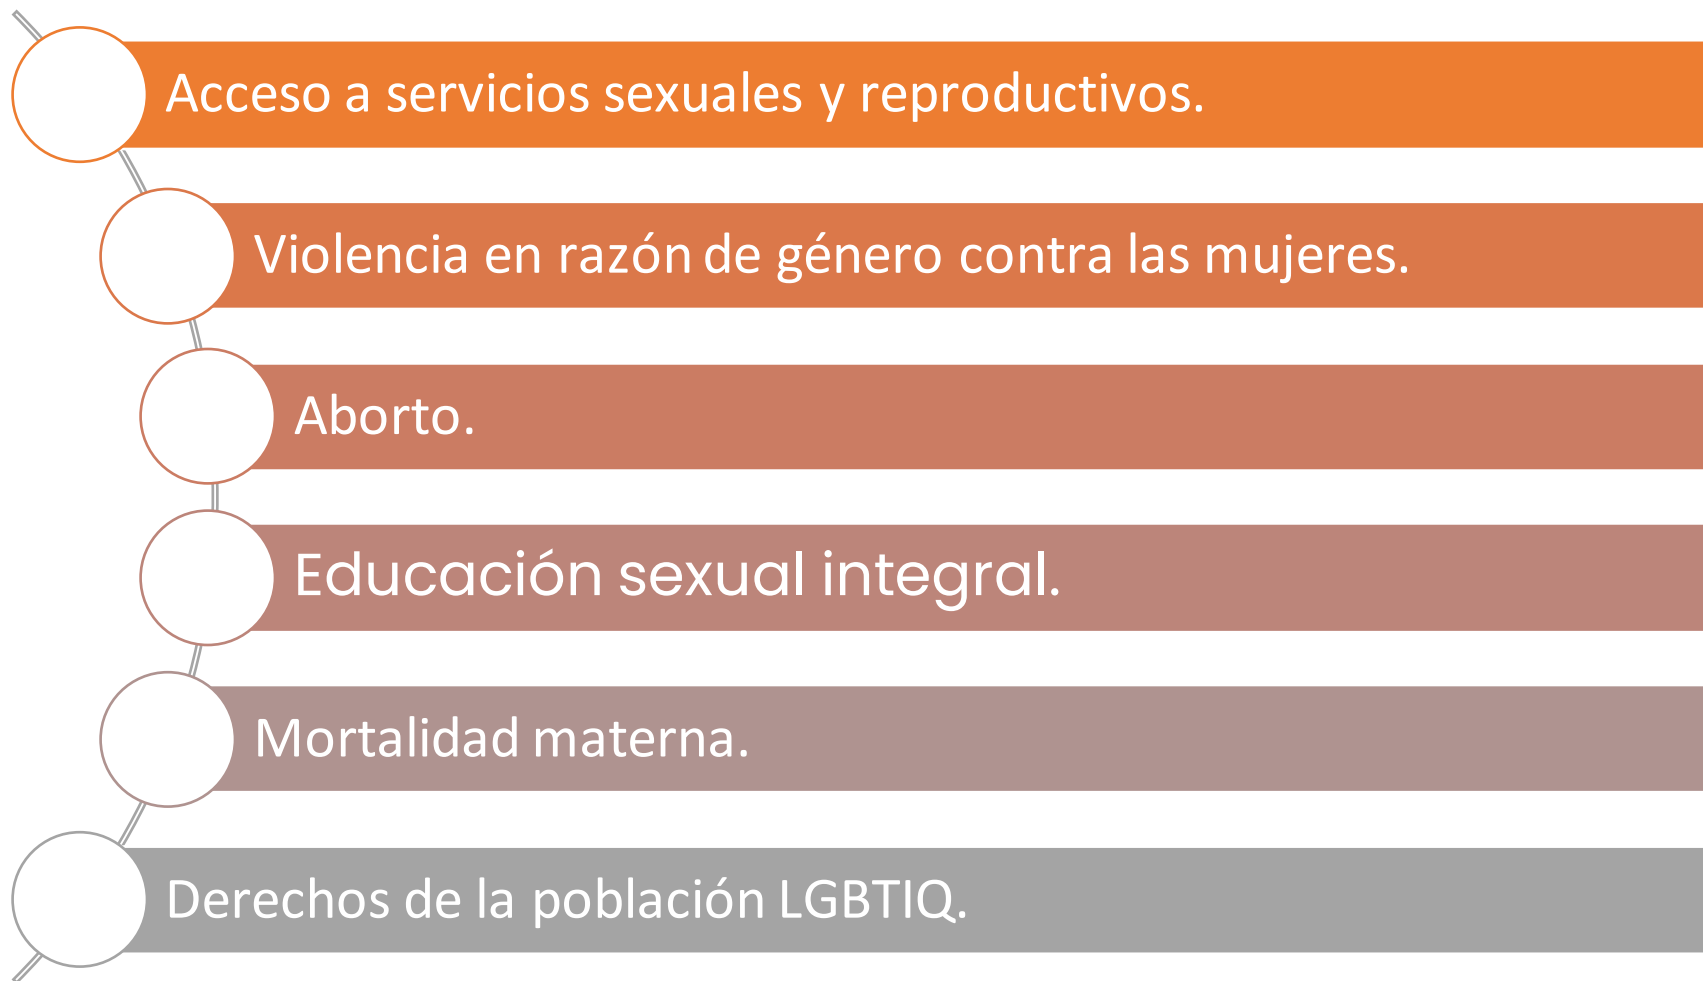 Acceso a servicios sexuales y reproductivos.
Violencia en razón de género contra las mujeres.
Aborto.
Educación sexual integral.
Mortalidad materna.
Derechos de la población LGBTIQ.